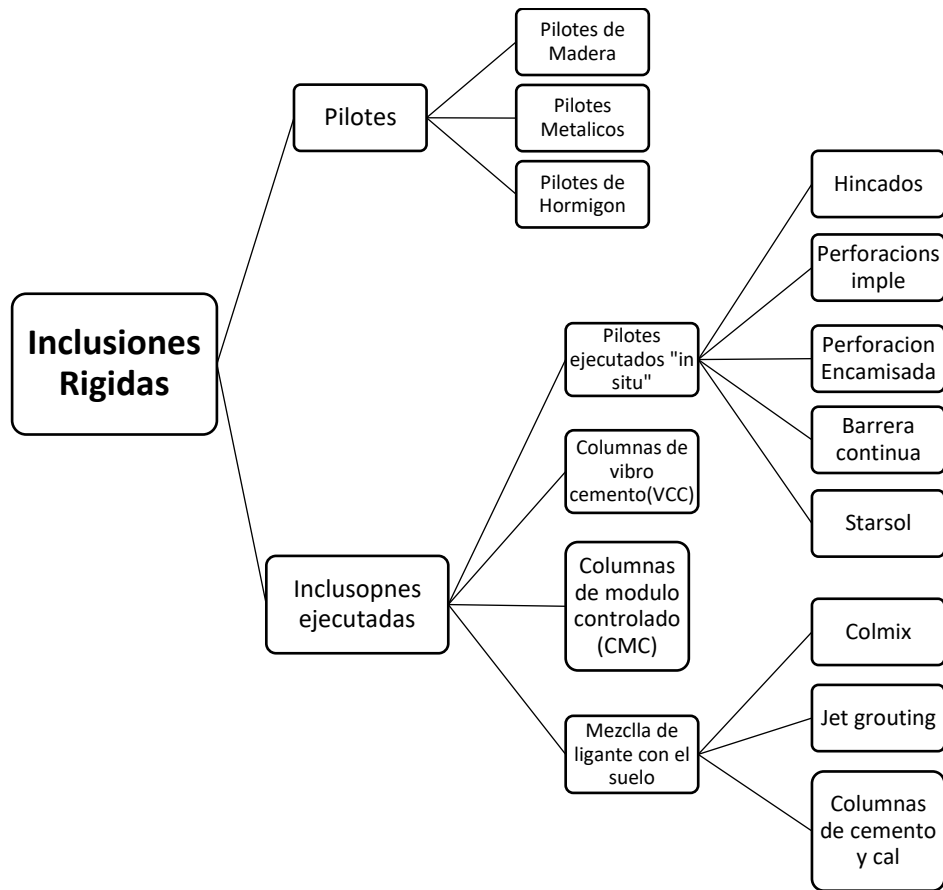 Inclusiones
Rigidas
Pilotes
Pilotes de
Madera
Pilotes
Metalicos
Pilotes de
Hormigon
Inclusopnes
ejecutadas
Pilotes
ejecutados "in
situ"
Hincados
Perforacions
imple
Perforacion
Encamisada
Barrera
continua
Starsol
Columnas de
vibro
cemento(VCC)
Columnas
de modulo
controlado
(CMC)
Mezclla de
ligante con el
suelo
Colmix
Jet grouting
Columnas
de cemento
y cal